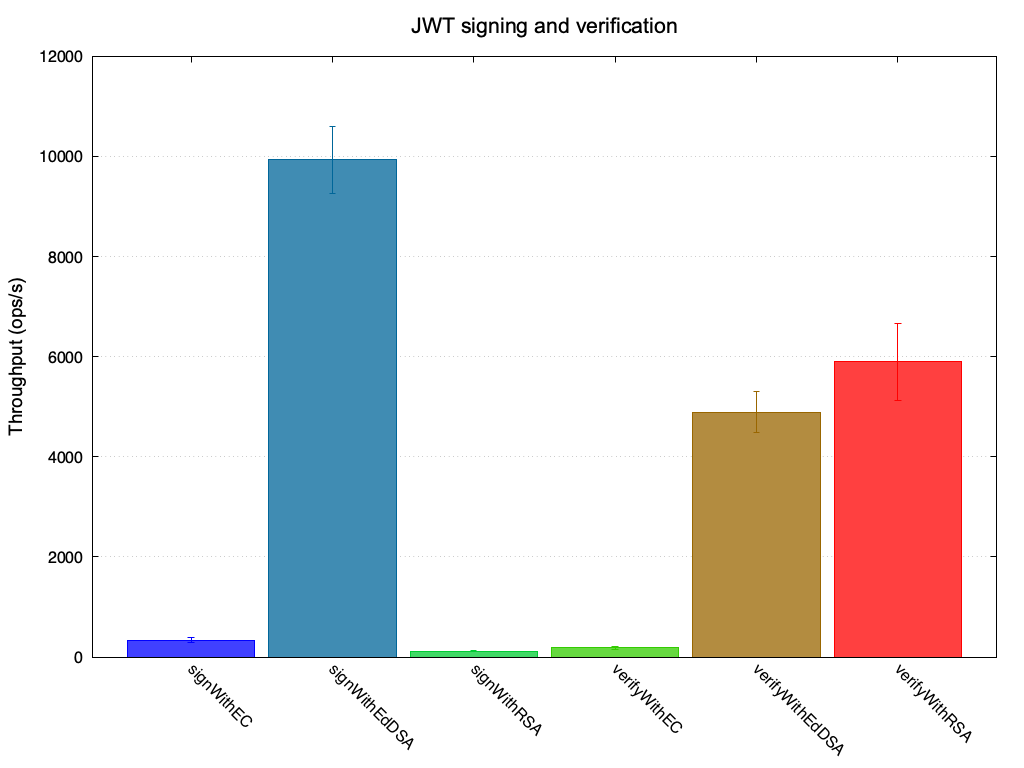 JWT signing and verification
12000
10000
8000
6000
4000
2000
0
Throughput (ops/s)
signWithEC
signWithEdDSA
signWithRSA
verifyWithEC
verifyWithEdDSA
verifyWithRSA